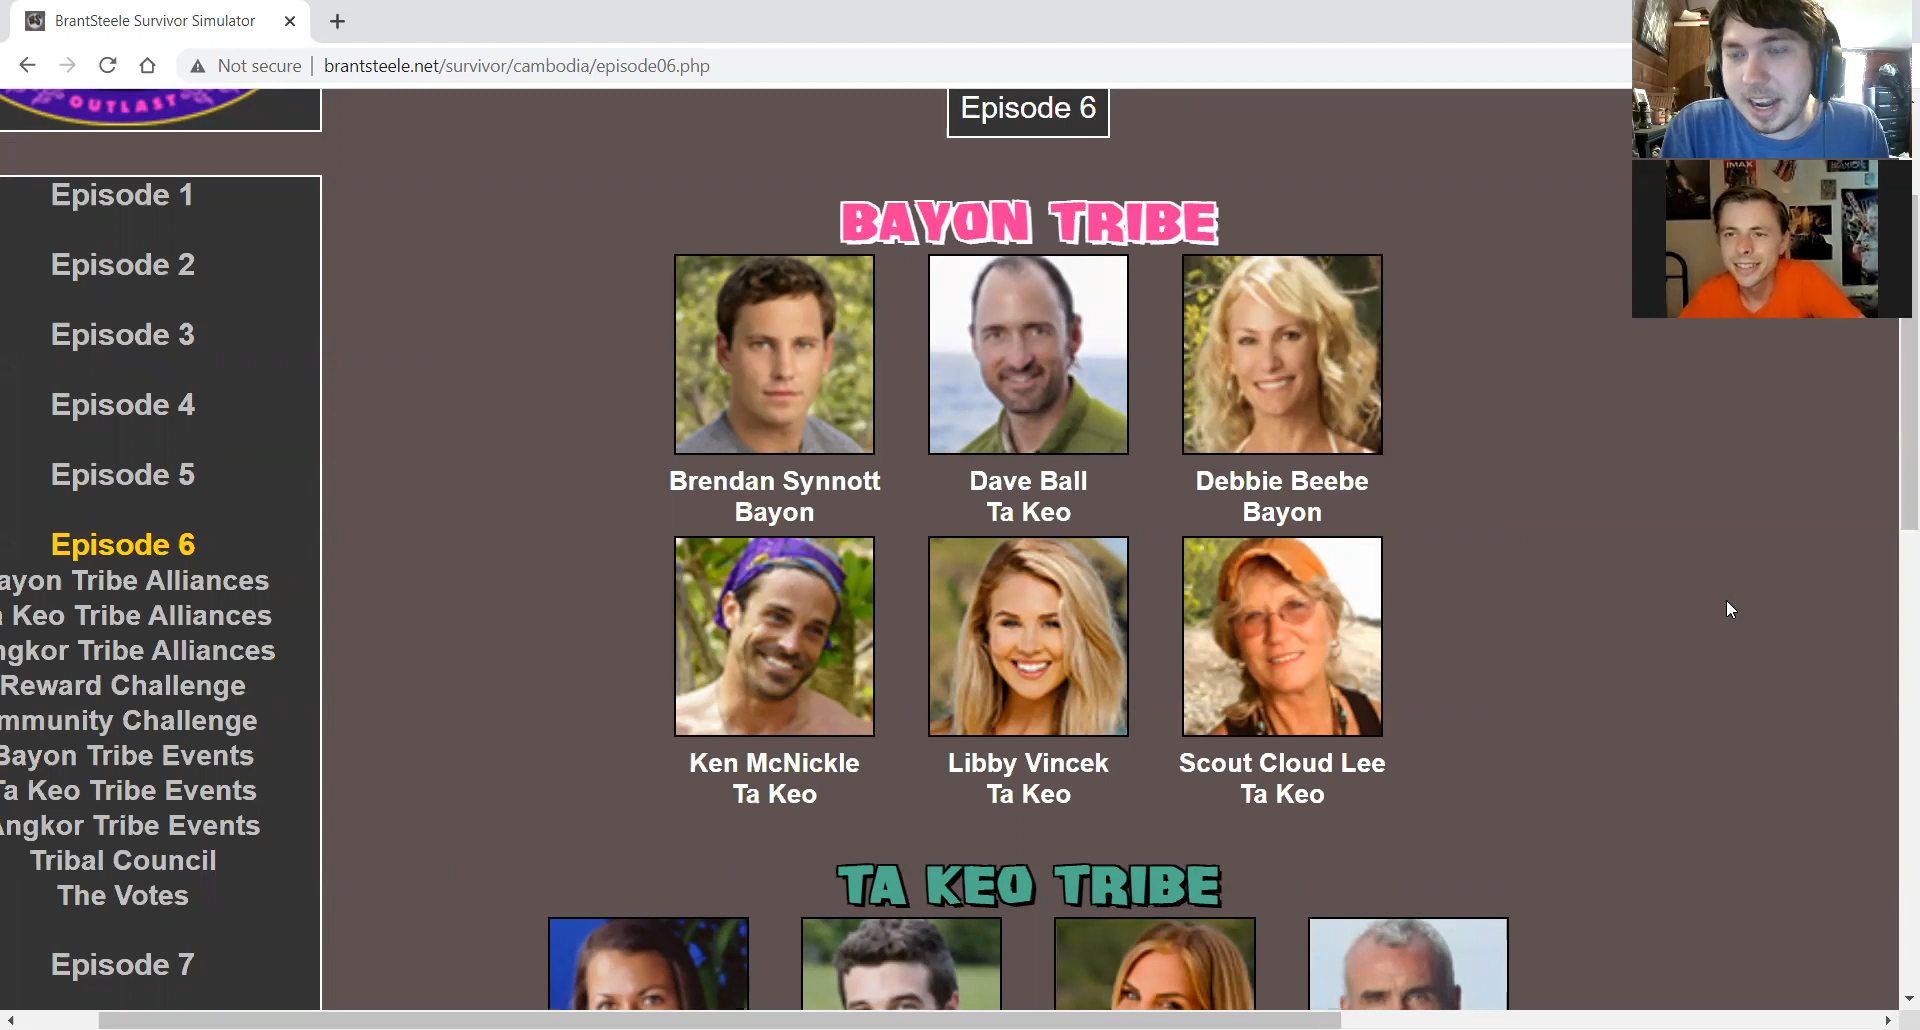 BrantSteele Survivor Simulator
Not secure
brantsteele.net/survivor/cambodia/episode06.php
OUTLAST
Episode 6
Episode 1
Episode 2
Episode 3
Episode 4
Episode 5
Episode 6
ayon Tribe Alliances
Keo Tribe Alliances
ngkor Tribe Alliances
Reward Challenge
mmunity Challenge
Bayon Tribe Events
Ta Keo Tribe Events
Angkor Tribe Events
Tribal Council
The Votes
Episode 7
BAYON TRIBE
Brendan Synnott
Bayon
Dave Ball
Ta Keo
Debbie Beebe
Bayon
Ken McNickle
Ta Keo
Libby Vincek
Ta Keo
Scout Cloud Lee
Ta Keo
TA KEO TRIBE
IMAX